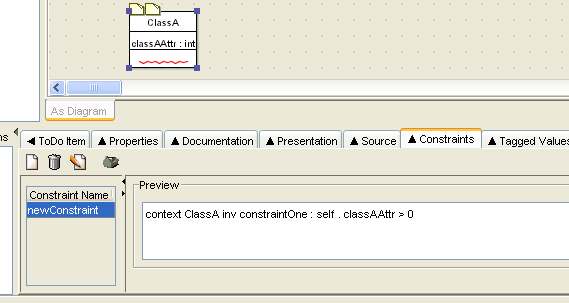 ClassA
classAAttr : int
As Diagram
ns
ToDo Item
Properties
Documentation
Presentation
Source
Constraints
Tagged Values
Constraint Name
newConstraint
Preview
context ClassA inv constraintOne : self . classAAttr > 0